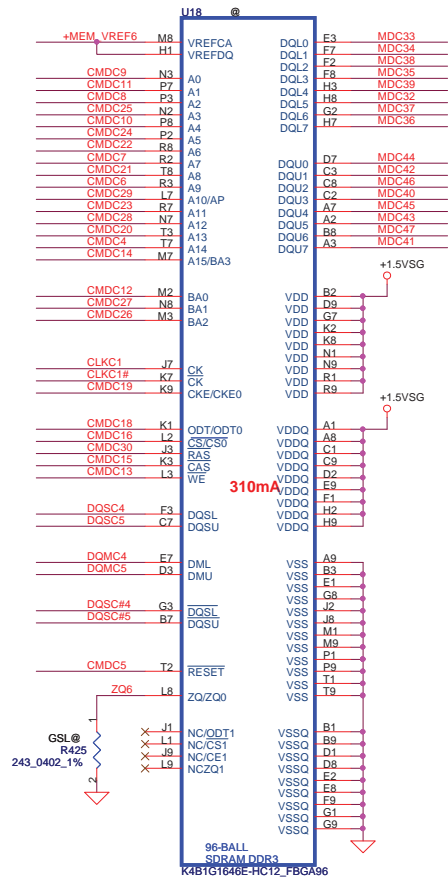 U18 @
+MEM_VREF6 M8 VREFCA DQL0 E3 MDC33
H1 VREFDQ DQL1 F7 MDC34
DQL2 F2 MDC38
CMDC9 N3 A0 DQL3 F8 MDC35
CMDC11 P7 A1 DQL4 H3 MDC39
CMDC8 P3 A2 DQL5 H8 MDC32
CMDC25 N2 A3 DQL6 G2 MDC37
CMDC10 P8 A4 DQL7 H7 MDC36
CMDC24 P2 A5
CMDC22 R8 A6
CMDC7 R2 A7 DQU0 D7 MDC44
CMDC21 T8 A8 DQU1 C3 MDC42
CMDC6 R3 A9 DQU2 C8 MDC46
CMDC29 L7 A10/AP DQU3 C2 MDC40
CMDC23 R7 A11 DQU4 A7 MDC45
CMDC28 N7 A12 DQU5 A2 MDC43
CMDC20 T3 A13 DQU6 B8 MDC47
CMDC4 T7 A14 DQU7 A3 MDC41
CMDC14 M7 A15/BA3
+1.5VSG
CMDC12 M2 BA0 VDD B2
CMDC27 N8 BA1 VDD D9
CMDC26 M3 BA2 VDD G7
VDD K2
VDD K8
VDD N1
CLKC1 J7 CK VDD N9
CLKC1# K7 CK VDD R1
CMDC19 K9 CKE/CKE0 VDD R9
+1.5VSG
CMDC18 K1 ODT/ODT0 VDDQ A1
CMDC16 L2 CS/CS0 VDDQ A8
CMDC30 J3 RAS VDDQ C1
CMDC15 K3 CAS VDDQ C9
CMDC13 L3 WE VDDQ D2
310mA VDDQ E9
VDDQ F1
DQSC4 F3 DQSL VDDQ H2
DQSC5 C7 DQSU VDDQ H9
DQMC4 E7 DML VSS A9
DQMC5 D3 DMU VSS B3
VSS E1
VSS G8
DQSC#4 G3 DQSL VSS J2
DQSC#5 B7 DQSU VSS J8
VSS M1
VSS M9
VSS P1
CMDC5 T2 RESET VSS P9
VSS T1
ZQ6 L8 ZQ/ZQ0 VSS T9
1
GSL@ J1 NC/ODT1 VSSQ B1
R425 L1 NC/CS1 VSSQ B9
243_0402_1% J9 NC/CE1 VSSQ D1
L9 NCZQ1 VSSQ D8
2 VSSQ E2
VSSQ E8
VSSQ F9
VSSQ G1
VSSQ G9
96-BALL
SDRAM DDR3
K4B1G1646E-HC12_FBGA96